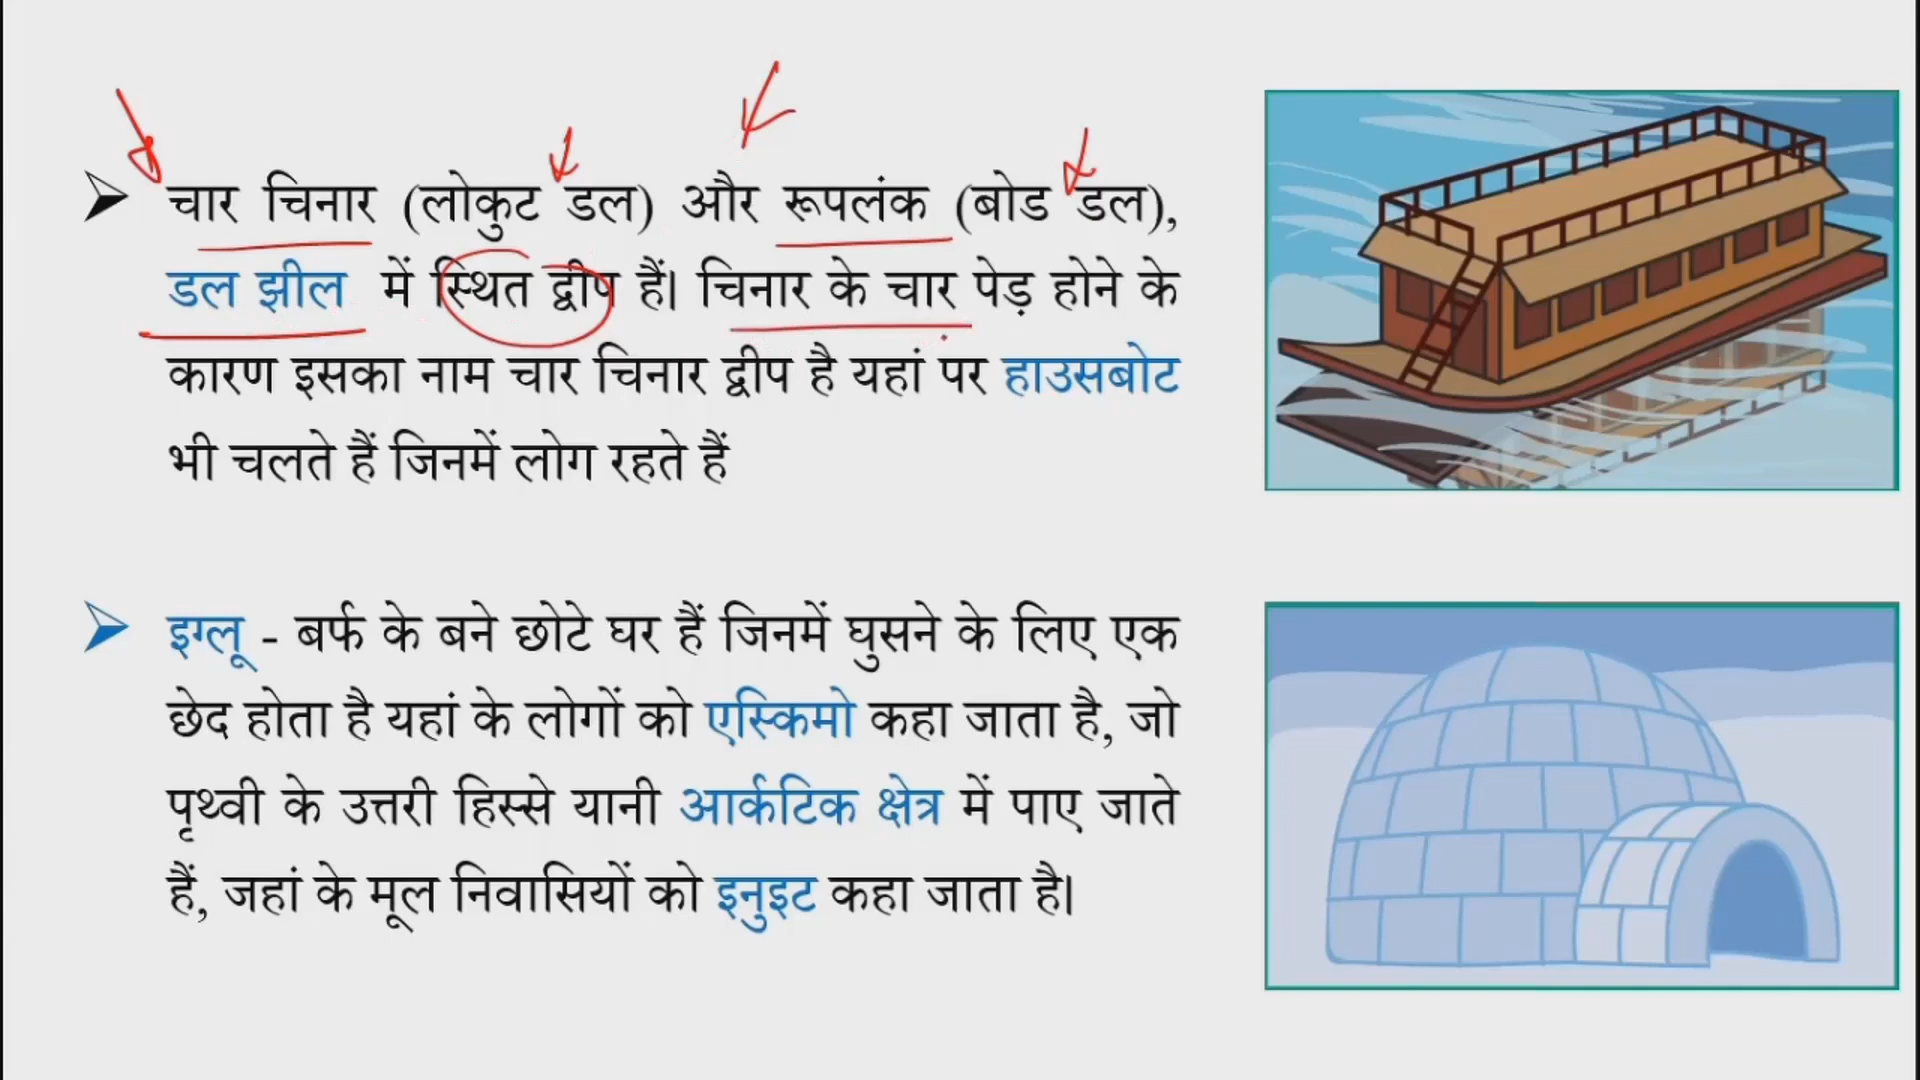 चार चिनार (लोकुट डल) और रूपलंक (बोड डल),
डल झील में स्थित द्वीप हैं। चिनार के चार पेड़ होने के
कारण इसका नाम चार चिनार द्वीप है यहां पर हाउसबोट
भी चलते हैं जिनमें लोग रहते हैं
इग्लू - बर्फ के बने छोटे घर हैं जिनमें घुसने के लिए एक
छेद होता है यहां के लोगों को एस्किमो कहा जाता है, जो
पृथ्वी के उत्तरी हिस्से यानी आर्कटिक क्षेत्र में पाए जाते
हैं, जहां के मूल निवासियों को इनुइट कहा जाता है।